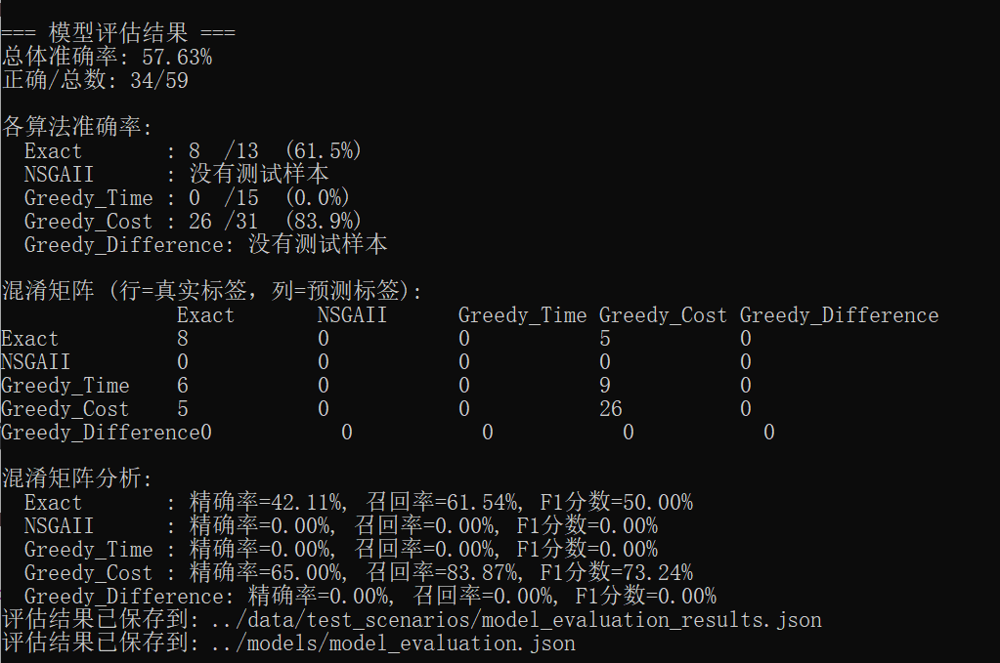 === 模型评估结果 ===
总体准确率: 57.63%
正确/总数: 34/59
各算法准确率:
Exact : 8 /13 (61.5%)
NSGAII : 没有测试样本
Greedy_Time : 0 /15 (0.0%)
Greedy_Cost : 26 /31 (83.9%)
Greedy_Difference: 没有测试样本
混淆矩阵 (行=真实标签, 列=预测标签):
Exact NSGAII Greedy_Time Greedy_Cost Greedy_Difference
Exact 8 0 0 5 0
NSGAII 0 0 0 0 0
Greedy_Time 6 0 0 9 0
Greedy_Cost 5 0 0 26 0
Greedy_Difference0 0 0 0 0
混淆矩阵分析:
Exact : 精确率=42.11%, 召回率=61.54%, F1分数=50.00%
NSGAII : 精确率=0.00%, 召回率=0.00%, F1分数=0.00%
Greedy_Time : 精确率=0.00%, 召回率=0.00%, F1分数=0.00%
Greedy_Cost : 精确率=65.00%, 召回率=83.87%, F1分数=73.24%
Greedy_Difference: 精确率=0.00%, 召回率=0.00%, F1分数=0.00%
评估结果已保存到: ../data/test_scenarios/model_evaluation_results.json
评估结果已保存到: ../models/model_evaluation.json